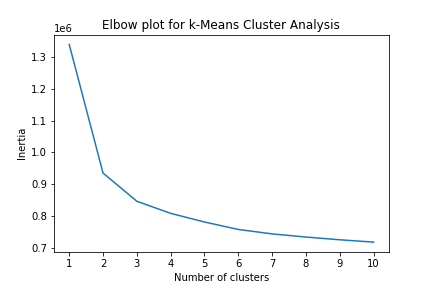 Elbow plot for k-Means Cluster Analysis
1e6
1.3
1.2
1.1
1.0
0.9
0.8
0.7
Inertia
1 2 3 4 5 6 7 8 9 10
Number of clusters